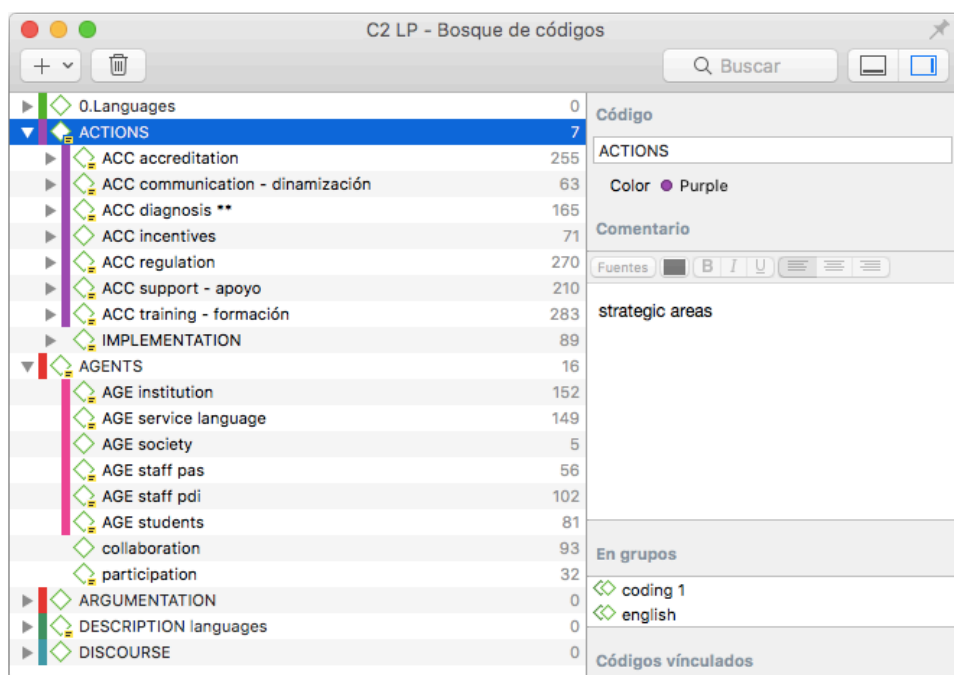 C2 LP - Bosque de códigos
Buscar
0.Languages 0
ACTIONS 7
ACC accreditation 255
ACC communication - dinamización 63
ACC diagnosis ** 165
ACC incentives 71
ACC regulation 270
ACC support - apoyo 210
ACC training - formación 283
IMPLEMENTATION 89
AGENTS 16
AGE institution 152
AGE service language 149
AGE society 5
AGE staff pas 56
AGE staff pdi 102
AGE students 81
collaboration 93
participation 32
ARGUMENTATION 0
DESCRIPTION languages 0
DISCOURSE 0
Código
ACTIONS
Color Purple
Comentario
Fuentes B I U
strategic areas
En grupos
coding 1
english
Códigos vínculados